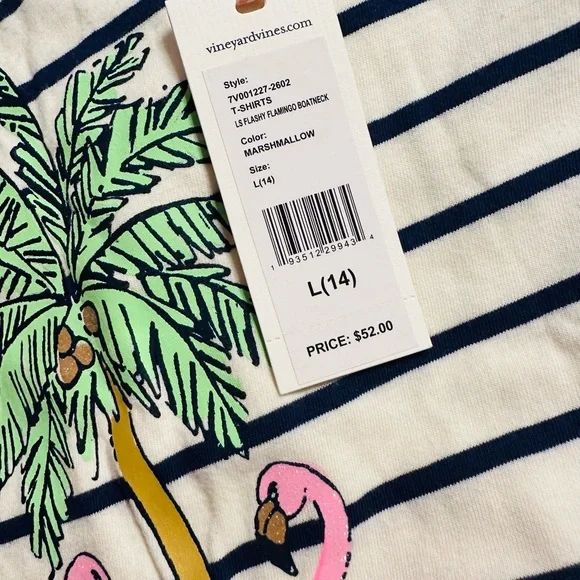 vineyardvines.com
Style:
7V001227-2602
T-SHIRTS
LS FLASHY FLAMINGO BOATNECK
Color:
MARSHMALLOW
Size:
L(14)
1 93512 29943 4
L(14)
PRICE: $52.00